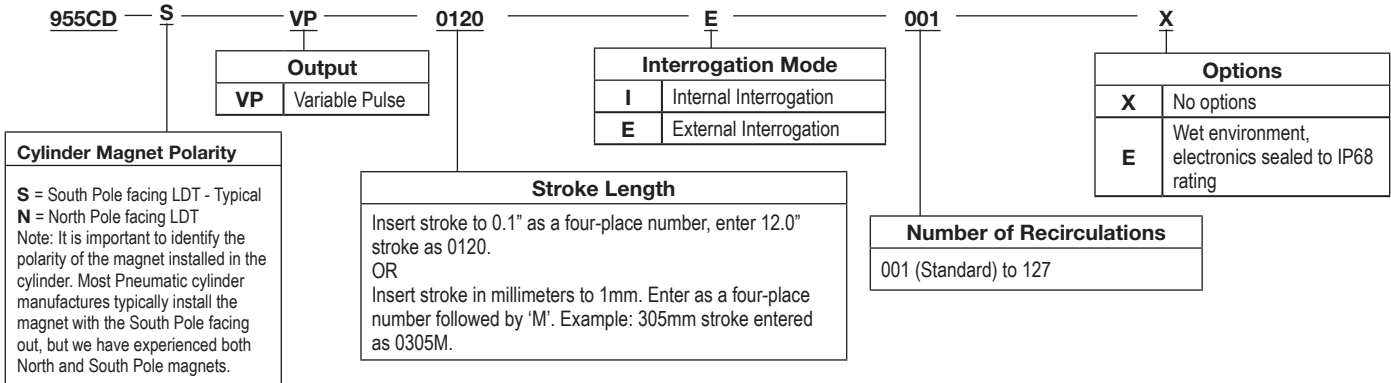 955CD S VP 0120 E 001 X
Output
VP Variable Pulse
Interrogation Mode
I Internal Interrogation
E External Interrogation
Options
X No options
E Wet environment,
electronics sealed to IP68
rating
Cylinder Magnet Polarity
S = South Pole facing LDT - Typical
N = North Pole facing LDT
Note: It is important to identify the
polarity of the magnet installed in the
cylinder. Most Pneumatic cylinder
manufactures typically install the
magnet with the South Pole facing
out, but we have experienced both
North and South Pole magnets.
Stroke Length
Insert stroke to 0.1” as a four-place number, enter 12.0”
stroke as 0120.
OR
Insert stroke in millimeters to 1mm. Enter as a four-place
number followed by ‘M’. Example: 305mm stroke entered
as 0305M.
Number of Recirculations
001 (Standard) to 127